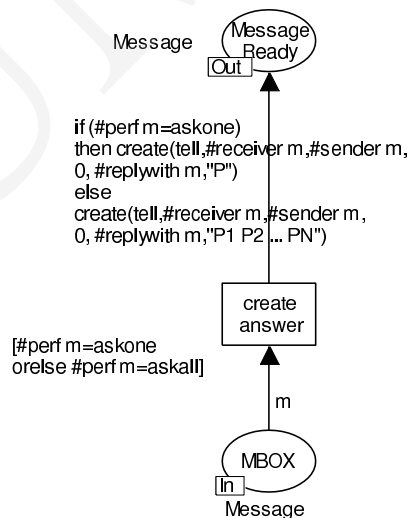 Message
Message
Ready
Out
if (#perf m=askone)
then create(tell,#receiver m,#sender m,
0, #replywith m,"P")
else
create(tell,#receiver m,#sender m,
0, #replywith m,"P1 P2 ... PN")
create
answer
[#perf m=askone
orelse #perf m=askall]
m
MBOX
In
Message